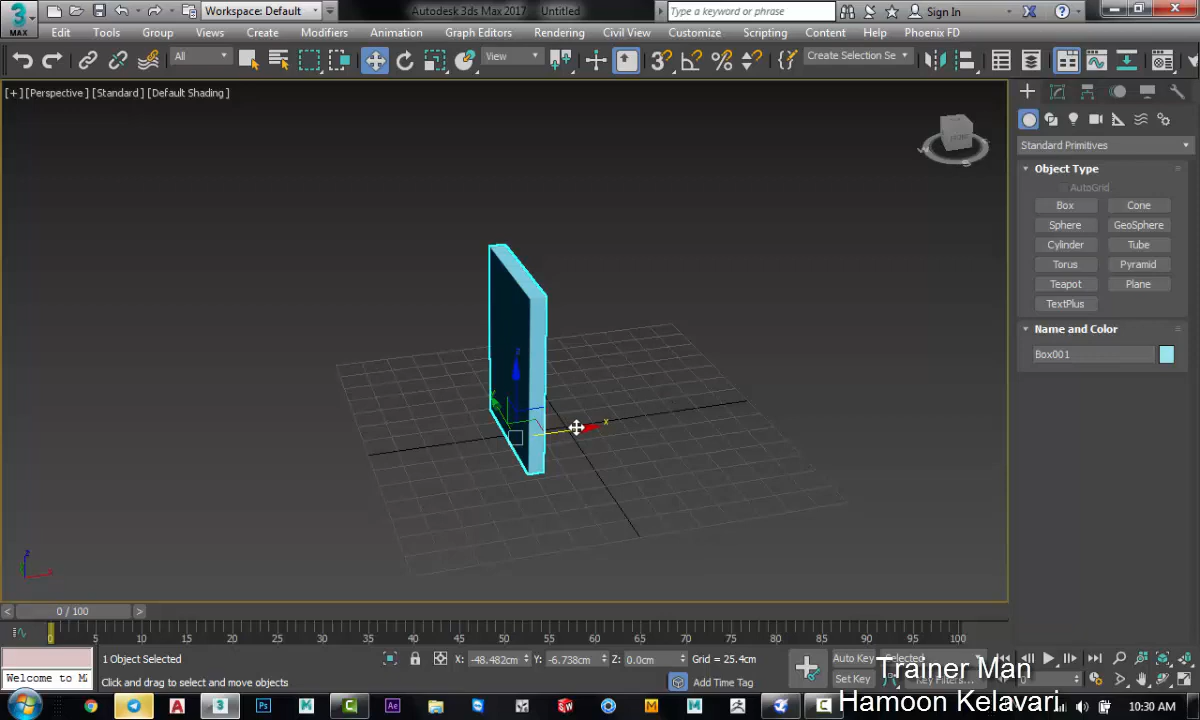 3
MAX
Workspace: Default
Autodesk 3ds Max 2017 Untitled
Type a keyword or phrase
Sign In
Edit Tools Group Views Create Modifiers Animation Graph Editors Rendering Civil View Customize Scripting Content Help Phoenix FD
All
View
Create Selection Se
[+] [Perspective] [Standard] [Default Shading]
Standard Primitives
Object Type
AutoGrid
Box Cone
Sphere GeoSphere
Cylinder Tube
Torus Pyramid
Teapot Plane
TextPlus
Name and Color
Box001
x
z
0 / 100
0 5 10 15 20 25 30 35 40 45 50 55 60 65 70 75 80 85 90 95 100
1 Object Selected
X: -48.482cm Y: -6.738cm Z: 0.0cm Grid = 25.4cm
Auto Key Selected
Welcome to M
Click and drag to select and move objects
Add Time Tag
Set Key Key Filters...
0
Trainer Man
Hamoon Kelavari
10:30 AM